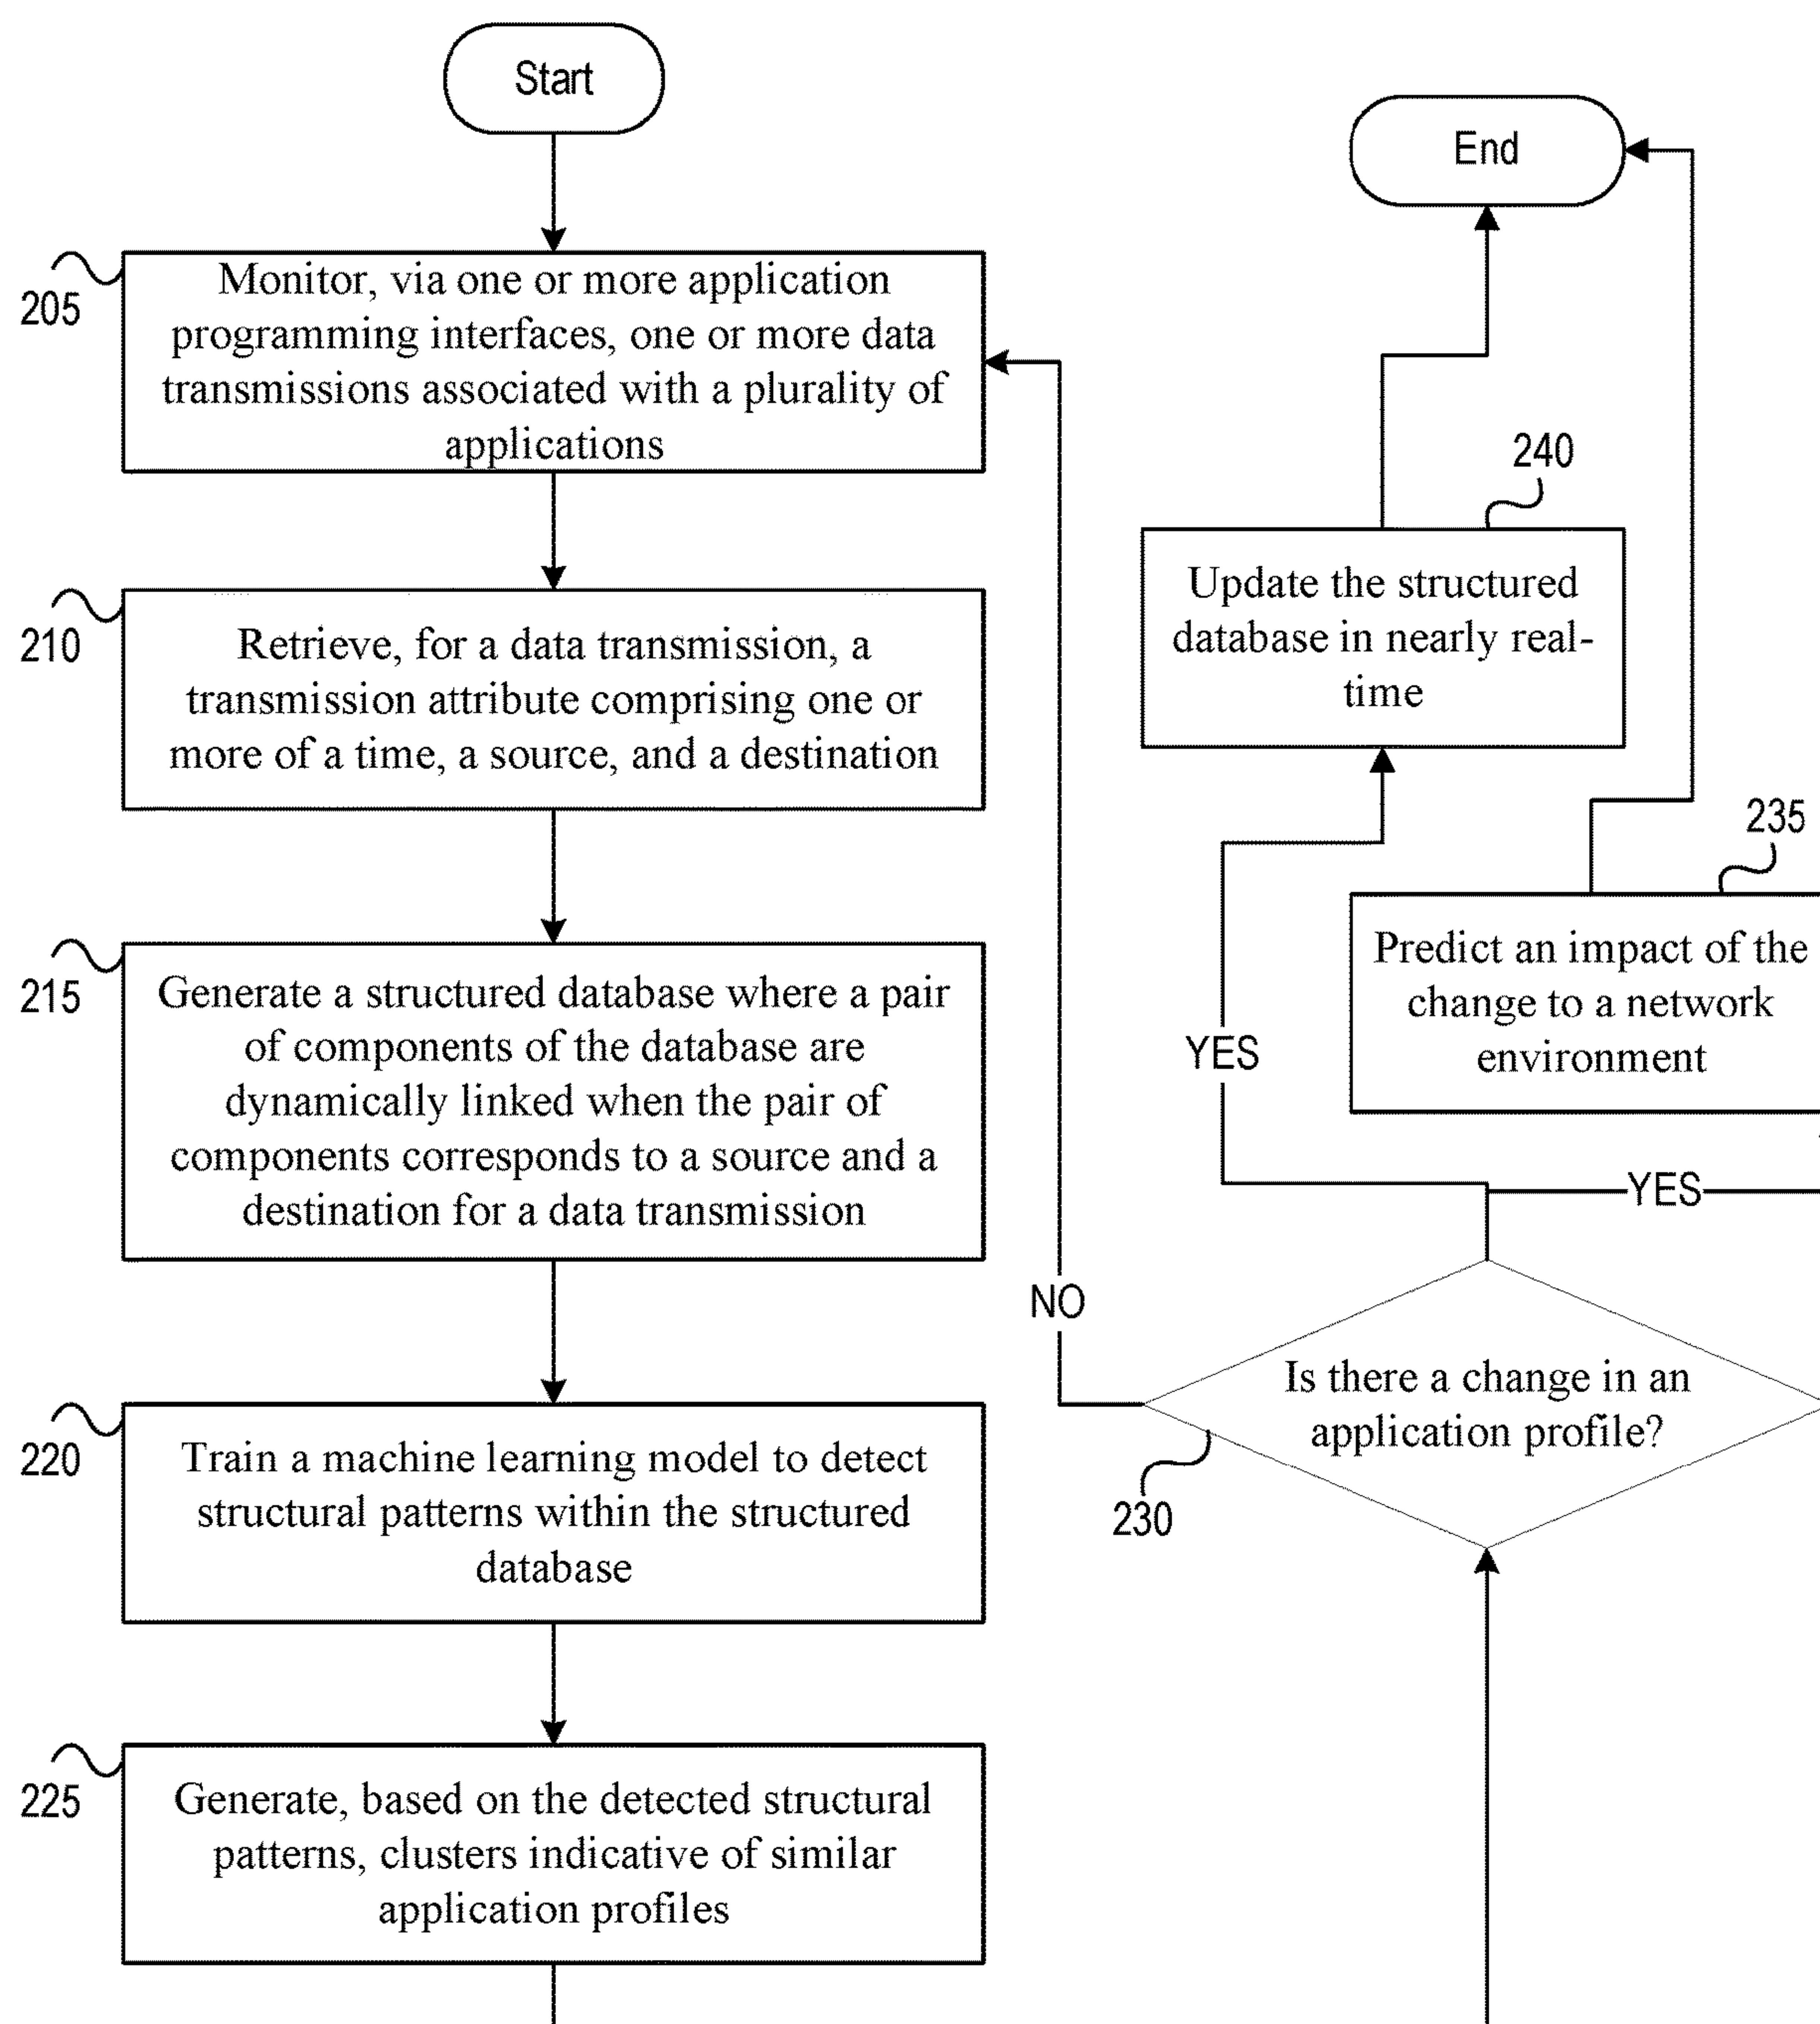 Start
205
Monitor, via one or more application
programming interfaces, one or more data
transmissions associated with a plurality of
applications
210
Retrieve, for a data transmission, a
transmission attribute comprising one or
more of a time, a source, and a destination
215
Generate a structured database where a pair
of components of the database are
dynamically linked when the pair of
components corresponds to a source and a
destination for a data transmission
220
Train a machine learning model to detect
structural patterns within the structured
database
225
Generate, based on the detected structural
patterns, clusters indicative of similar
application profiles
230
Is there a change in an
application profile?
NO
YES
YES
235
Predict an impact of the
change to a network
environment
240
Update the structured
database in nearly real-
time
End